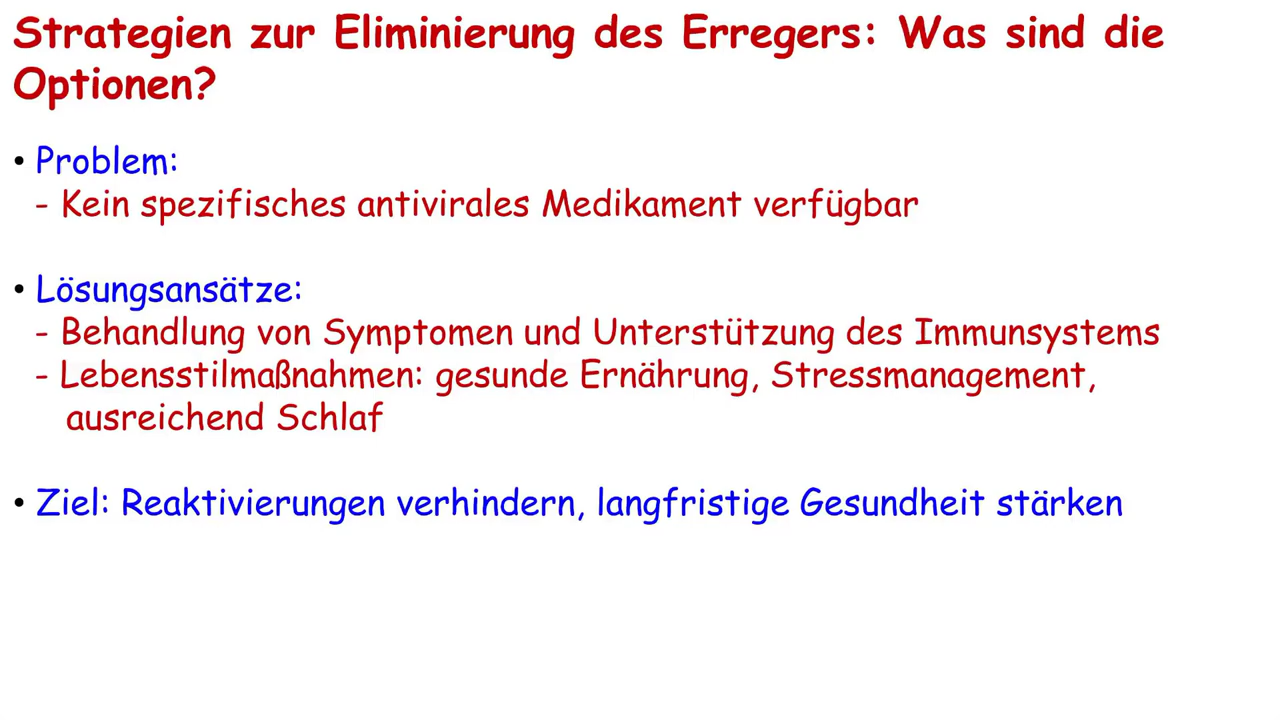 Strategien zur Eliminierung des Erregers: Was sind die
Optionen?
• Problem:
- Kein spezifisches antivirales Medikament verfügbar
• Lösungsansätze:
- Behandlung von Symptomen und Unterstützung des Immunsystems
- Lebensstilmaßnahmen: gesunde Ernährung, Stressmanagement,
ausreichend Schlaf
• Ziel: Reaktivierungen verhindern, langfristige Gesundheit stärken